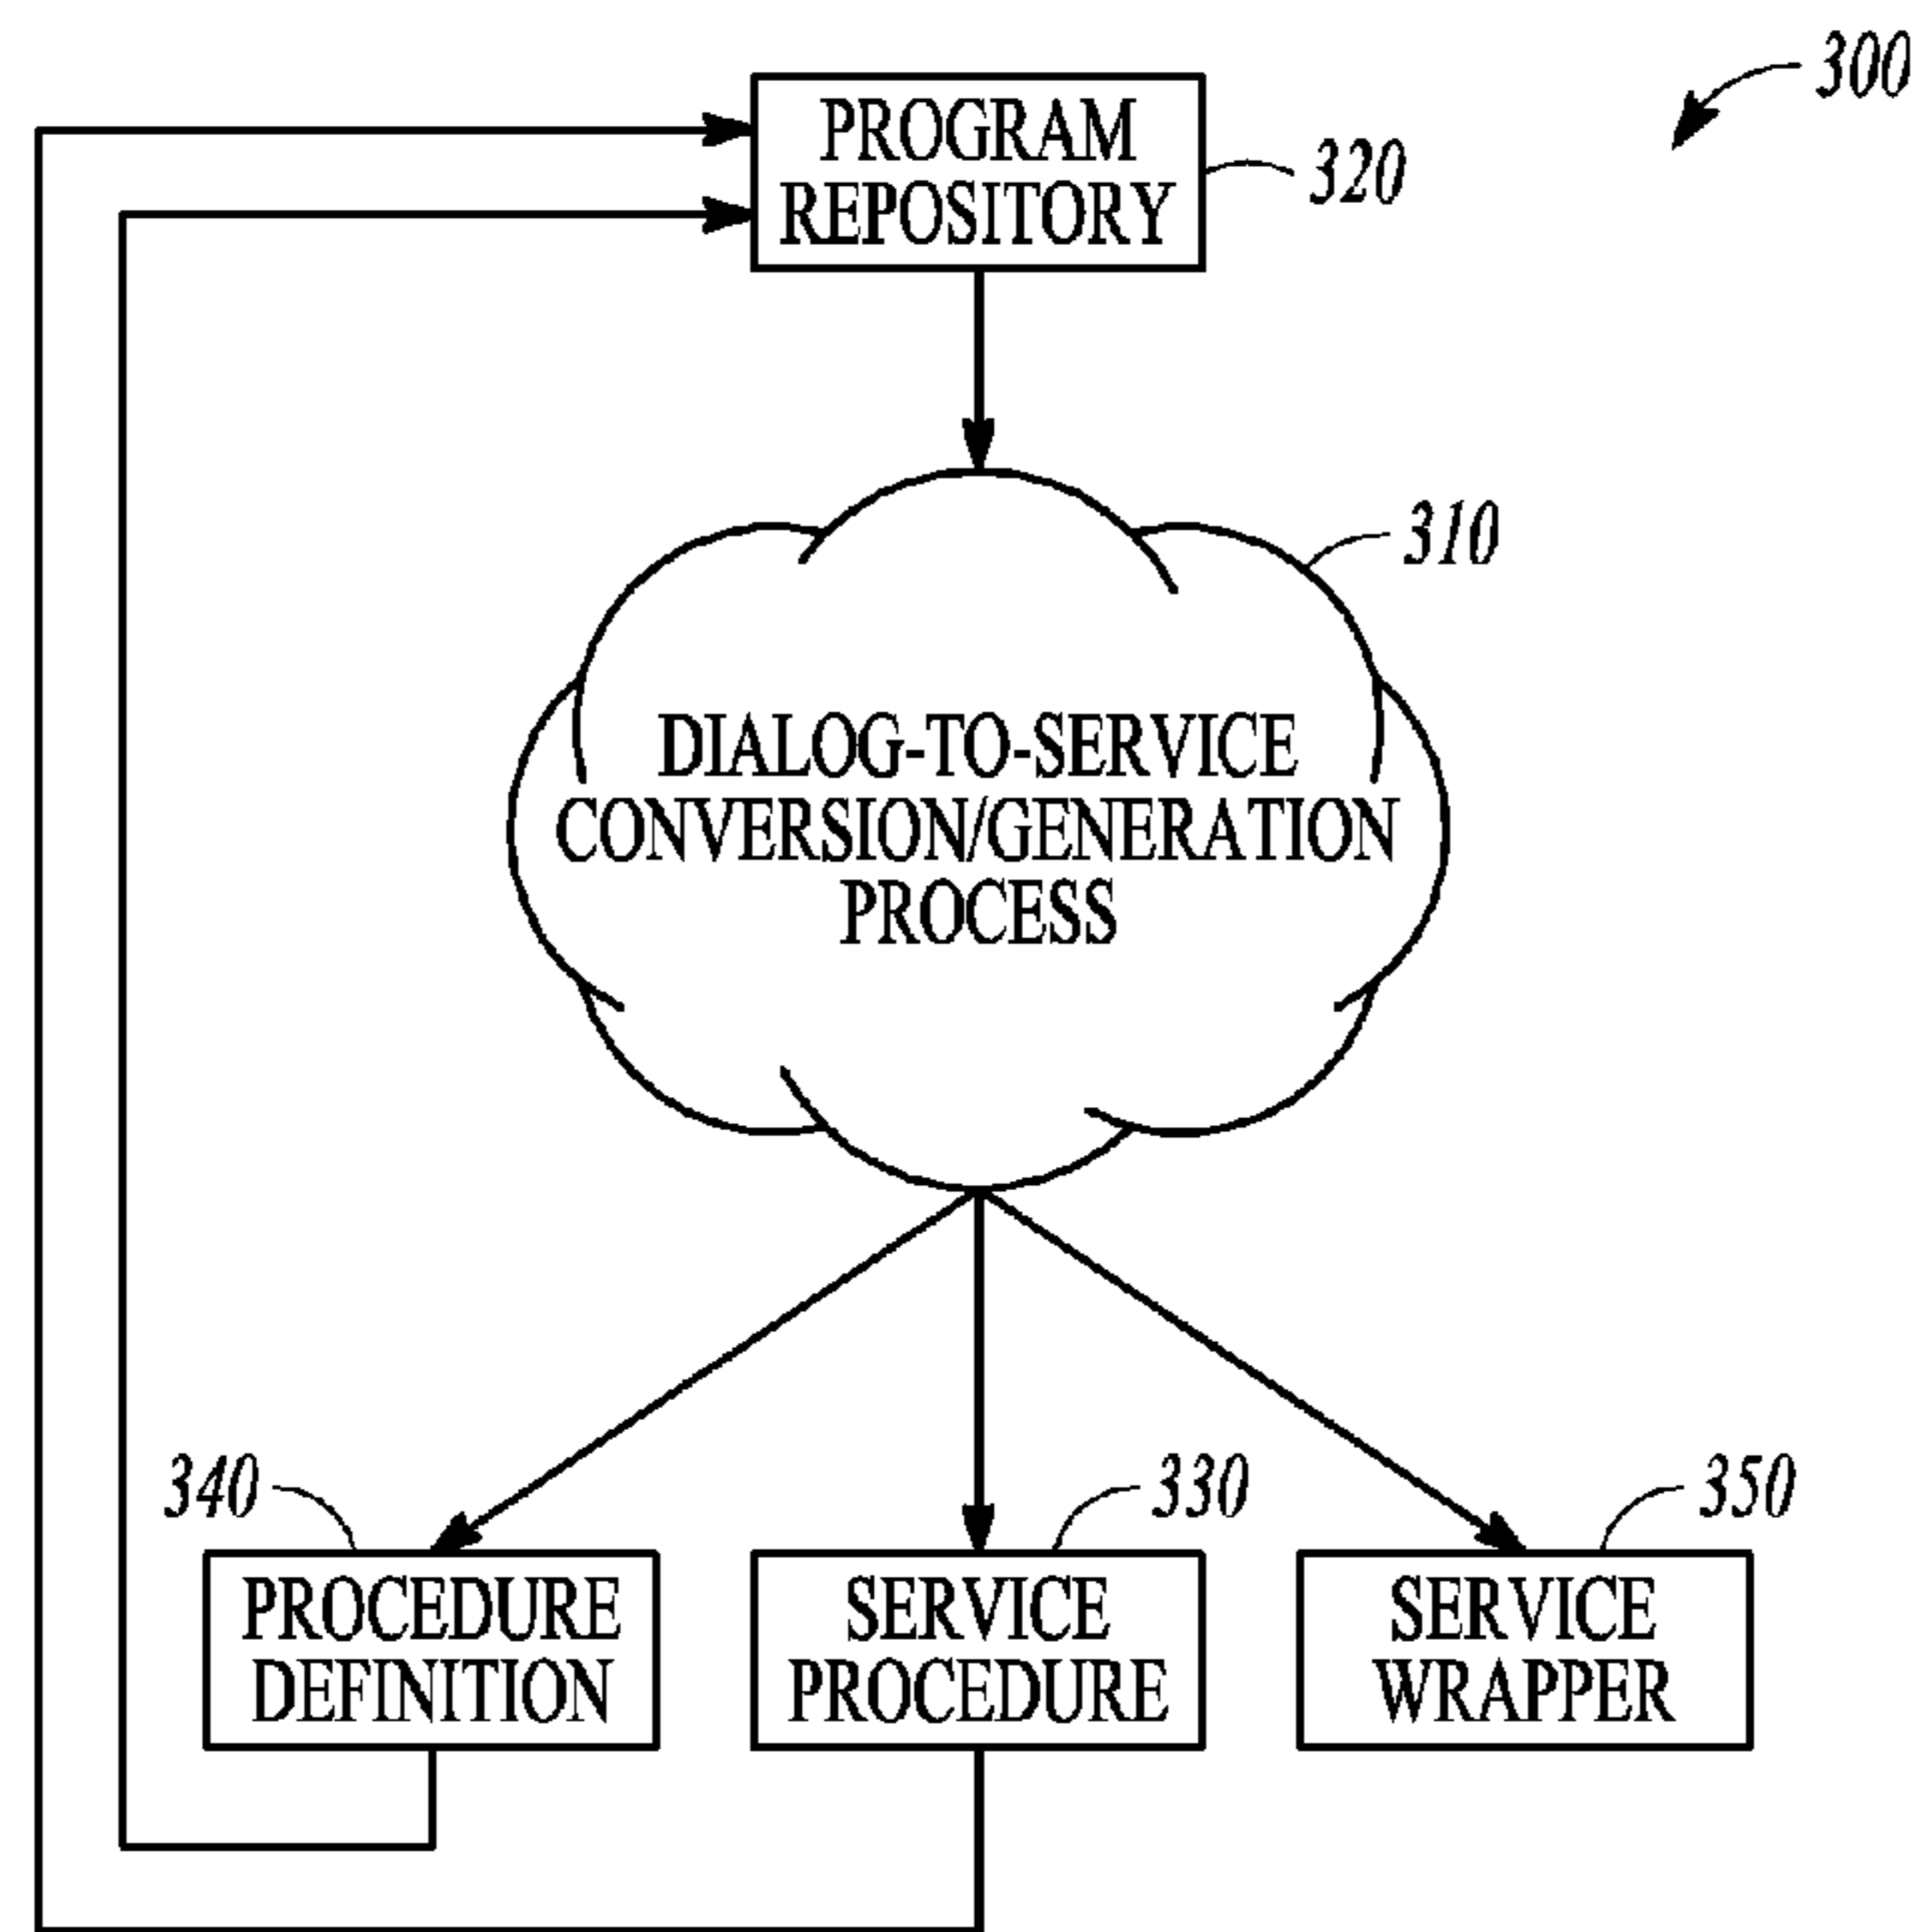 300
PROGRAM
REPOSITORY
320
310
DIALOG-TO-SERVICE
CONVERSION/GENERATION
PROCESS
340
330
350
PROCEDURE
DEFINITION
SERVICE
PROCEDURE
SERVICE
WRAPPER